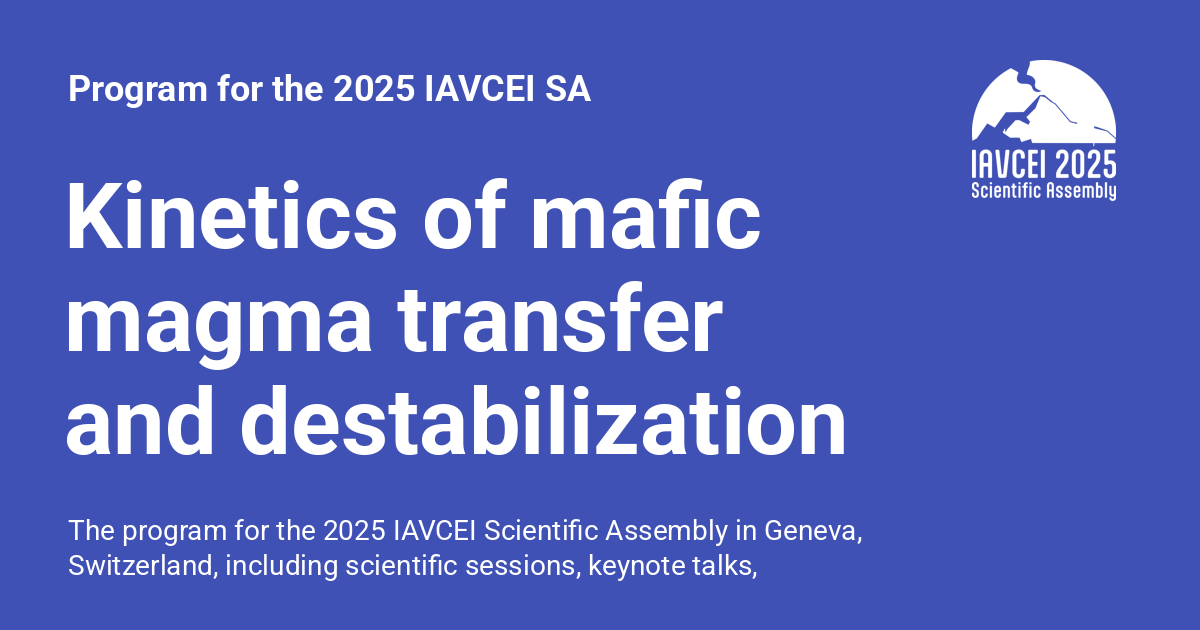 Program for the 2025 IAVCEI SA
IAVCEI 2025
Scientific Assembly
Kinetics of mafic
magma transfer
and destabilization
The program for the 2025 IAVCEI Scientific Assembly in Geneva,
Switzerland, including scientific sessions, keynote talks,